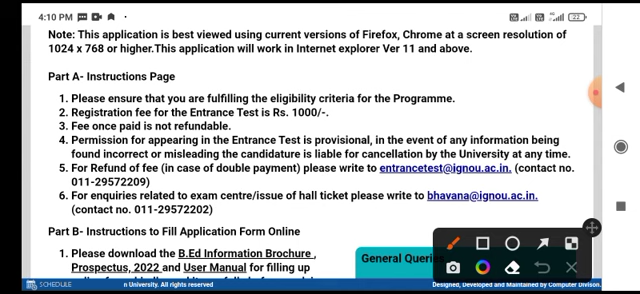 4:10 PM
22
Note: This application is best viewed using current versions of Firefox, Chrome at a screen resolution of
1024 x 768 or higher.This application will work in Internet explorer Ver 11 and above.
Part A- Instructions Page
1. Please ensure that you are fulfilling the eligibility criteria for the Programme.
2. Registration fee for the Entrance Test is Rs. 1000/-.
3. Fee once paid is not refundable.
4. Permission for appearing in the Entrance Test is provisional, in the event of any information being
found incorrect or misleading the candidature is liable for cancellation by the University at any time.
5. For Refund of fee (in case of double payment) please write to entrancetest@ignou.ac.in. (contact no.
011-29572209)
6. For enquiries related to exam centre/issue of hall ticket please write to bhavana@ignou.ac.in.
(contact no. 011-29572202)
Part B- Instructions to Fill Application Form Online
1. Please download the B.Ed Information Brochure ,
Prospectus, 2022 and User Manual for filling up
General Queries
SCHEDULE
n University. All right reserved
Designed, Developed and Maintained by Computer Divison.